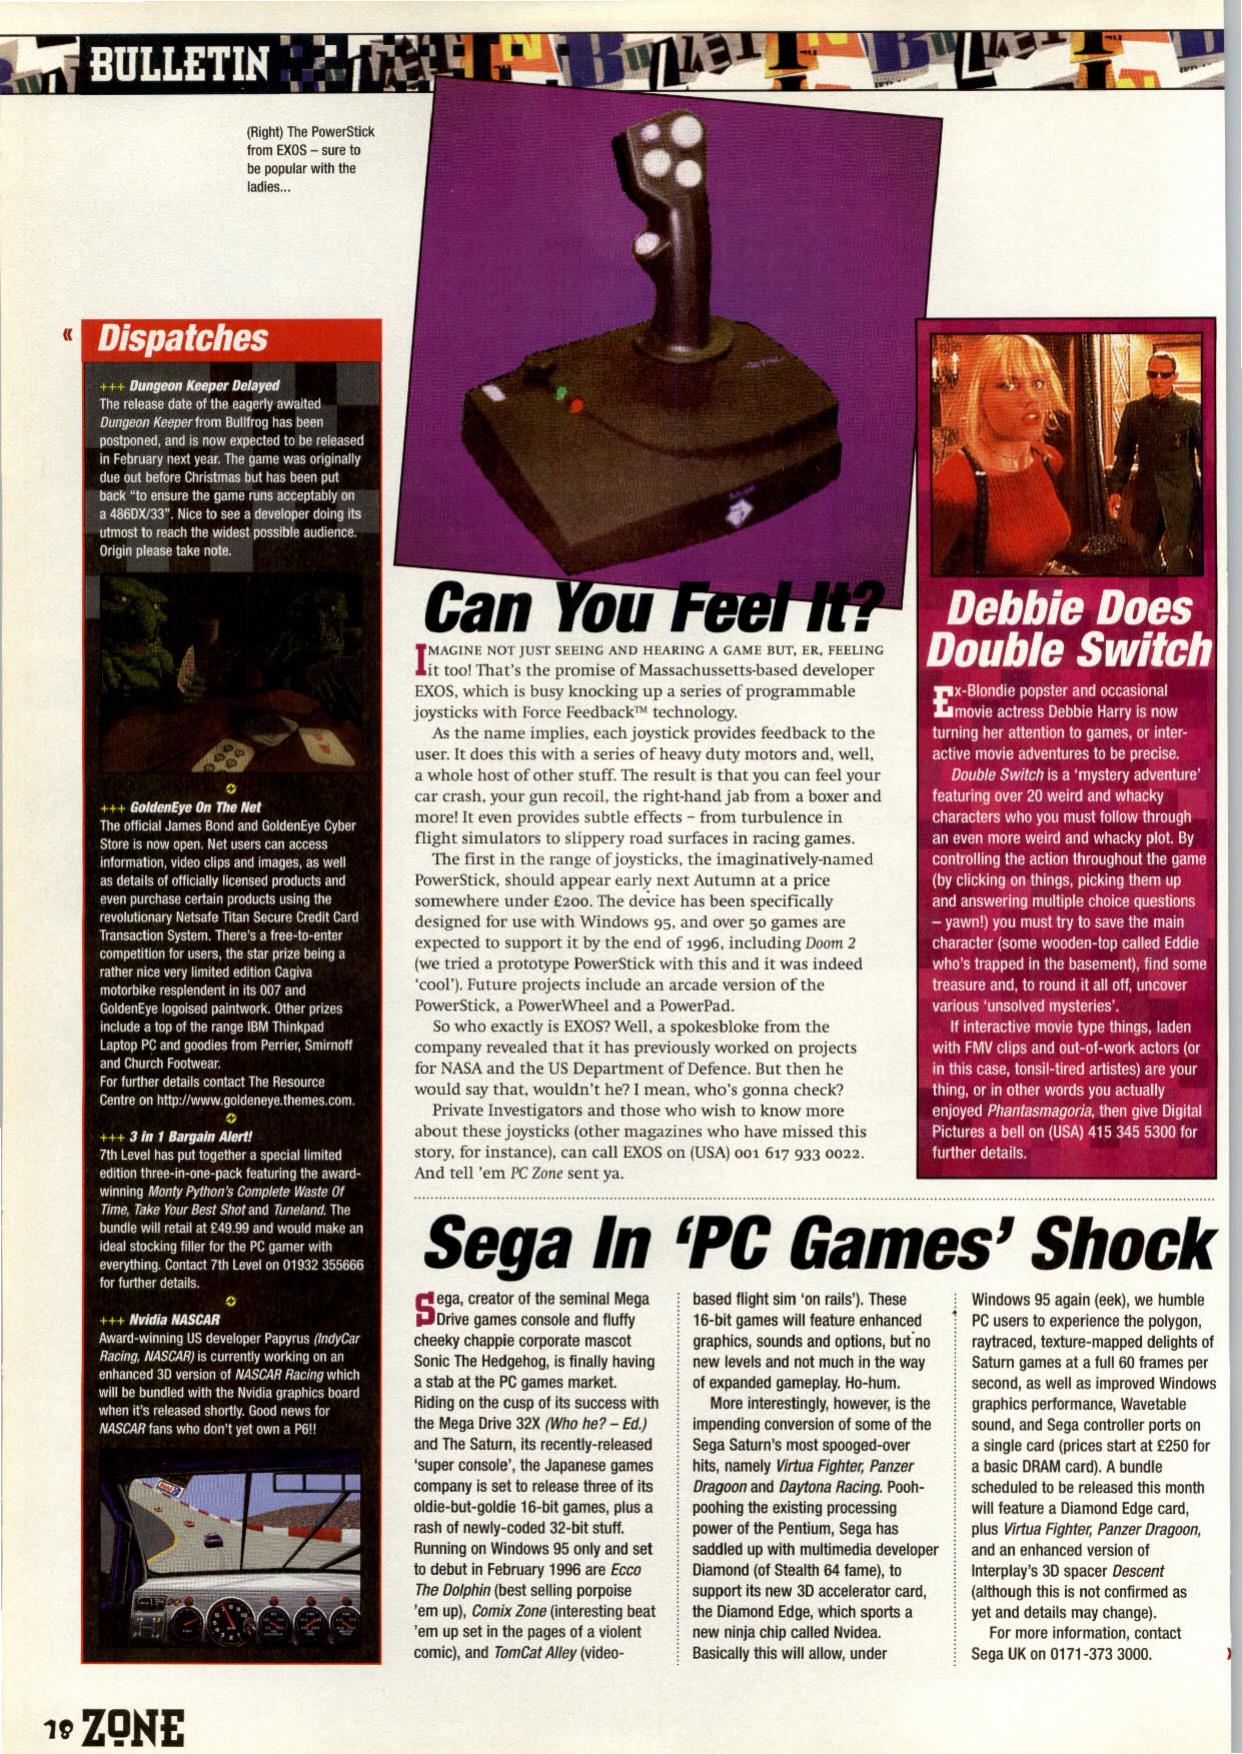 BULLETIN
(Right) The PowerStick
from EXOS – sure to
be popular with the
ladies...
«
Dispatches
+++ Dungeon Keeper Delayed
The release date of the eagerly awaited
Dungeon Keeper from Bullfrog has been
postponed, and is now expected to be released
in February next year. The game was originally
due out before Christmas but has been put
back “to ensure the game runs acceptably on
a 486DX/33”. Nice to see a developer doing its
utmost to reach the widest possible audience.
Origin please take note.
+++ GoldenEye On The Net
The official James Bond and GoldenEye Cyber
Store is now open. Net users can access
information, video clips and images, as well
as details of officially licensed products and
even purchase certain products using the
revolutionary Netsafe Titan Secure Credit Card
Transaction System. There's a free-to-enter
competition for users, the star prize being a
rather nice very limited edition Cagiva
motorbike resplendent in its 007 and
GoldenEye logoised paintwork. Other prizes
include a top of the range IBM Thinkpad
Laptop PC and goodies from Perrier, Smirnoff
and Church Footwear.
For further details contact The Resource
Centre on http://www.goldeneye.themes.com.
+++ 3 in 1 Bargain Alert!
7th Level has put together a special limited
edition three-in-one-pack featuring the award-
winning Monty Python's Complete Waste Of
Time, Take Your Best Shot and Tuneland. The
bundle will retail at £49.99 and would make an
ideal stocking filler for the PC gamer with
everything. Contact 7th Level on 01932 355666
for further details.
+++ Nvidia NASCAR
Award-winning US developer Papyrus (IndyCar
Racing, NASCAR) is currently working on an
enhanced 3D version of NASCAR Racing which
will be bundled with the Nvidia graphics board
when it's released shortly. Good news for
NASCAR fans who don't yet own a P6!!
Can You Feel It?
IMAGINE NOT JUST SEEING AND HEARING A GAME BUT, ER, FEELING
it too! That's the promise of Massachussetts-based developer
EXOS, which is busy knocking up a series of programmable
joysticks with Force Feedback™ technology.
As the name implies, each joystick provides feedback to the
user. It does this with a series of heavy duty motors and, well,
a whole host of other stuff. The result is that you can feel your
car crash, your gun recoil, the right-hand jab from a boxer and
more! It even provides subtle effects – from turbulence in
flight simulators to slippery road surfaces in racing games.
The first in the range of joysticks, the imaginatively-named
PowerStick, should appear early next Autumn at a price
somewhere under £200. The device has been specifically
designed for use with Windows 95, and over 50 games are
expected to support it by the end of 1996, including Doom 2
(we tried a prototype PowerStick with this and it was indeed
'cool'). Future projects include an arcade version of the
PowerStick, a PowerWheel and a PowerPad.
So who exactly is EXOS? Well, a spokesbloke from the
company revealed that it has previously worked on projects
for NASA and the US Department of Defence. But then he
would say that, wouldn't he? I mean, who's gonna check?
Private Investigators and those who wish to know more
about these joysticks (other magazines who have missed this
story, for instance), can call EXOS on (USA) 001 617 933 0022.
And tell 'em PC Zone sent ya.
Debbie Does
Double Switch
Ex-Blondie popster and occasional
movie actress Debbie Harry is now
turning her attention to games, or inter-
active movie adventures to be precise.
Double Switch is a 'mystery adventure'
featuring over 20 weird and whacky
characters who you must follow through
an even more weird and whacky plot. By
controlling the action throughout the game
(by clicking on things, picking them up
and answering multiple choice questions
– yawn!) you must try to save the main
character (some wooden-top called Eddie
who's trapped in the basement), find some
treasure and, to round it all off, uncover
various 'unsolved mysteries'.
If interactive movie type things, laden
with FMV clips and out-of-work actors (or
in this case, tonsil-tired artistes) are your
thing, or in other words you actually
enjoyed Phantasmagoria, then give Digital
Pictures a bell on (USA) 415 345 5300 for
further details.
Sega In 'PC Games' Shock
Sega, creator of the seminal Mega
Drive games console and fluffy
cheeky chappie corporate mascot
Sonic The Hedgehog, is finally having
a stab at the PC games market.
Riding on the cusp of its success with
the Mega Drive 32X (Who he? – Ed.)
and The Saturn, its recently-released
'super console', the Japanese games
company is set to release three of its
oldie-but-goldie 16-bit games, plus a
rash of newly-coded 32-bit stuff.
Running on Windows 95 only and set
to debut in February 1996 are Ecco
The Dolphin (best selling porpoise
'em up), Comix Zone (interesting beat
'em up set in the pages of a violent
comic), and TomCat Alley (video-
based flight sim 'on rails'). These
16-bit games will feature enhanced
graphics, sounds and options, but no
new levels and not much in the way
of expanded gameplay. Ho-hum.
More interestingly, however, is the
impending conversion of some of the
Sega Saturn's most spooged-over
hits, namely Virtua Fighter, Panzer
Dragoon and Daytona Racing. Pooh-
poohing the existing processing
power of the Pentium, Sega has
saddled up with multimedia developer
Diamond (of Stealth 64 fame), to
support its new 3D accelerator card,
the Diamond Edge, which sports a
new ninja chip called Nvidea.
Basically this will allow, under
Windows 95 again (eek), we humble
PC users to experience the polygon,
raytraced, texture-mapped delights of
Saturn games at a full 60 frames per
second, as well as improved Windows
graphics performance, Wavetable
sound, and Sega controller ports on
a single card (prices start at £250 for
a basic DRAM card). A bundle
scheduled to be released this month
will feature a Diamond Edge card,
plus Virtua Fighter, Panzer Dragoon,
and an enhanced version of
Interplay's 3D spacer Descent
(although this is not confirmed as
yet and details may change).
For more information, contact
Sega UK on 0171-373 3000.
18 ZONE